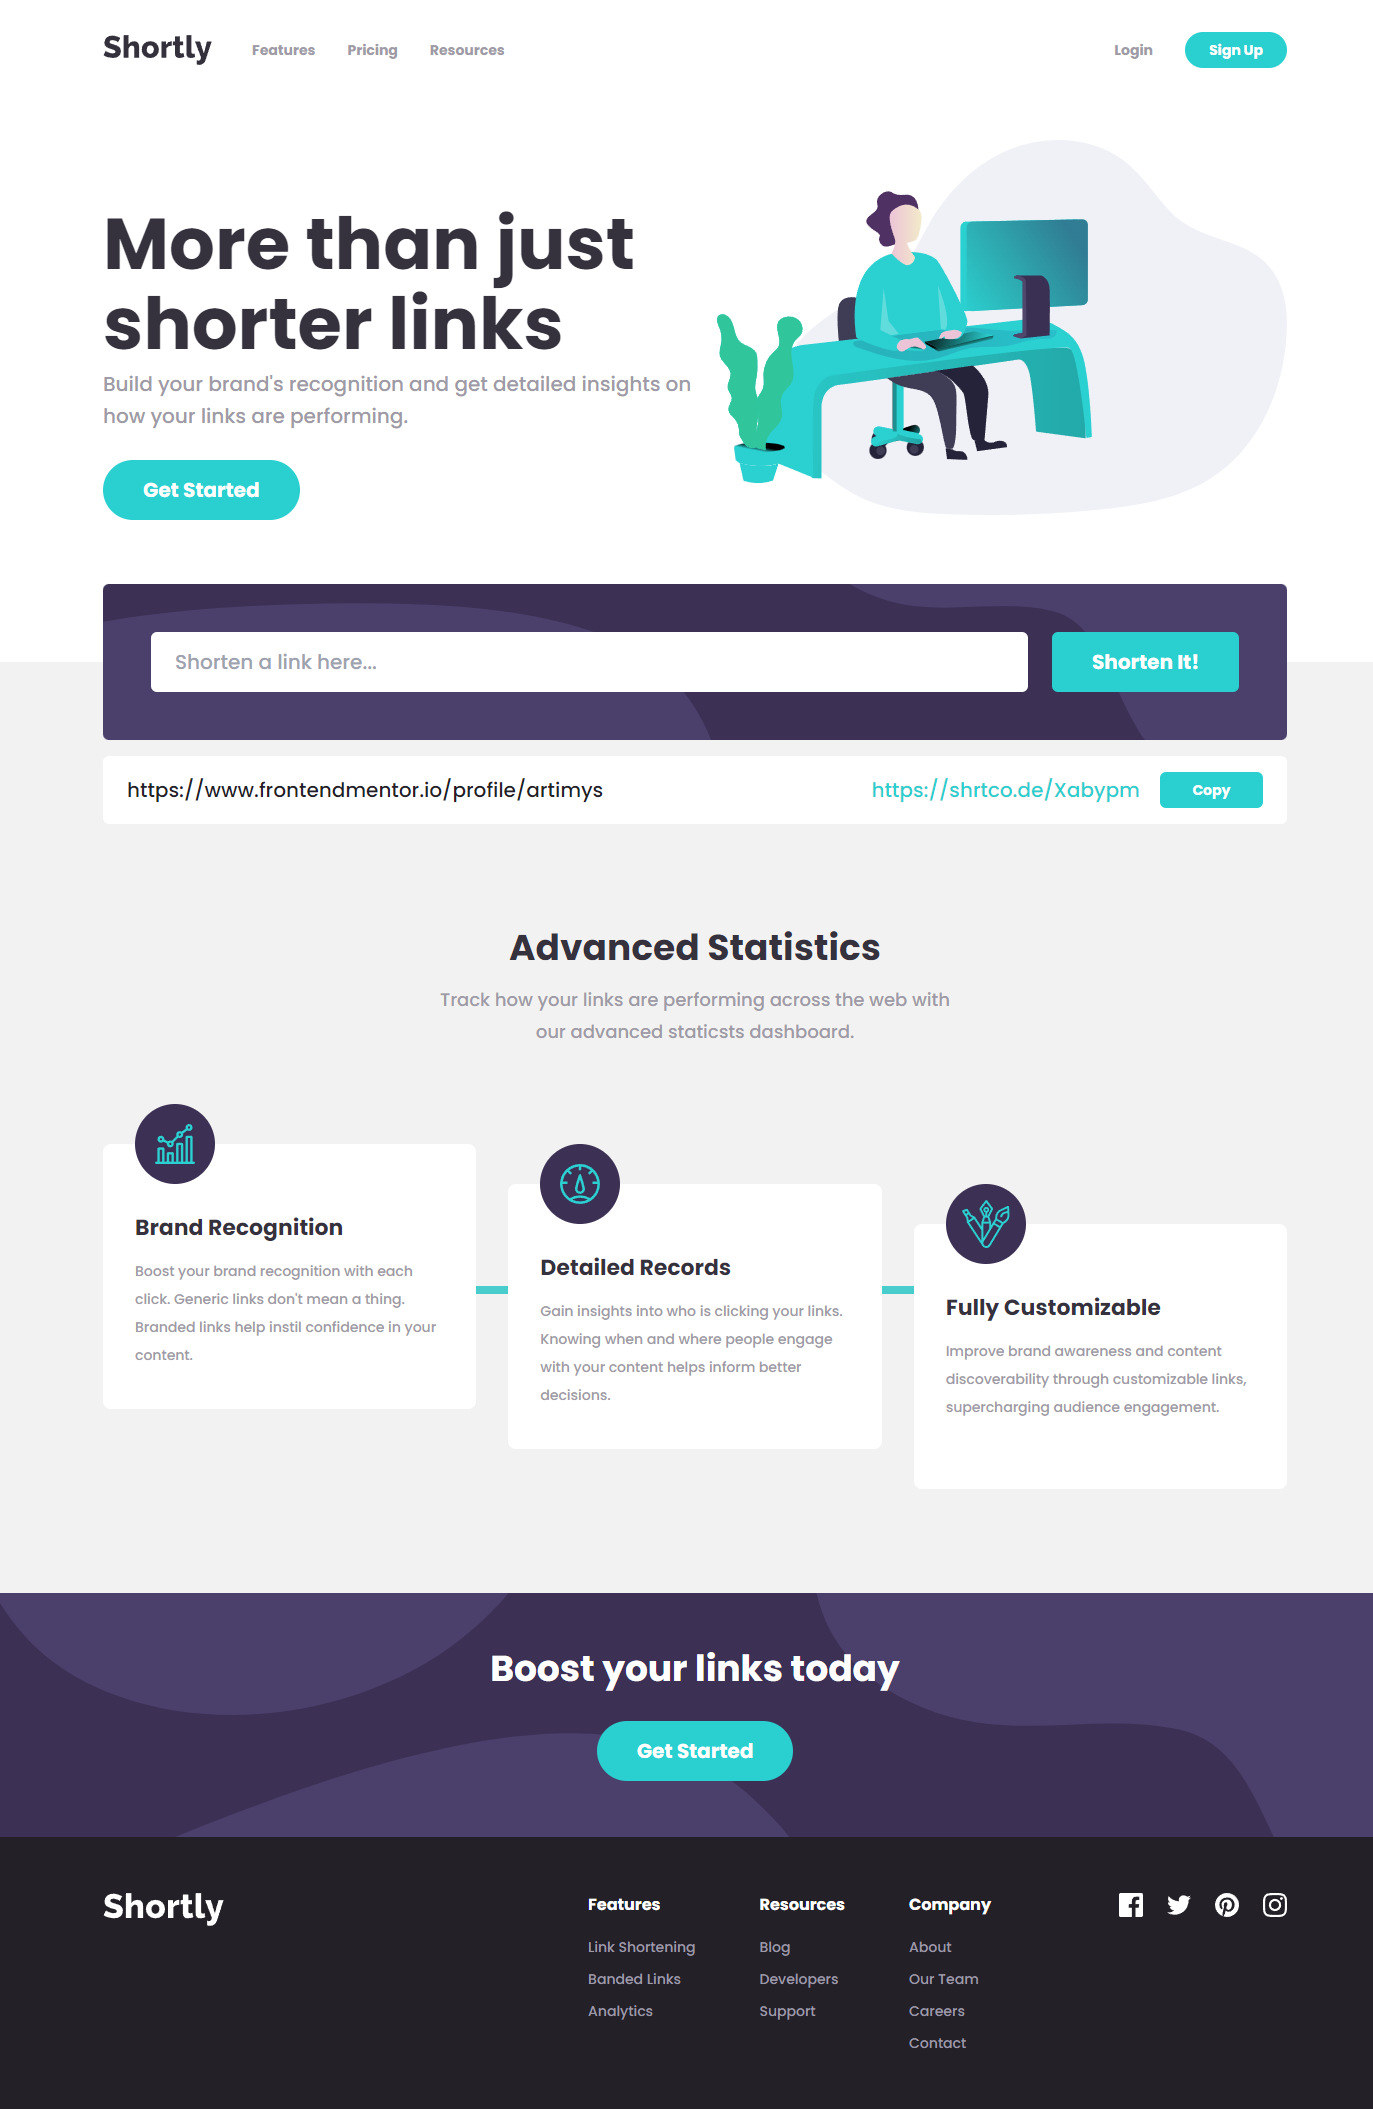 Shortly
Features
Pricing
Resources
Login
Sign Up
More than just
shorter links
Build your brand's recognition and get detailed insights on
how your links are performing.
Get Started
Shorten a link here...
Shorten It!
https://www.frontendmentor.io/profile/artimys
https://shrtco.de/Xabypm
Copy
Advanced Statistics
Track how your links are performing across the web with
our advanced staticsts dashboard.
Brand Recognition
Boost your brand recognition with each
click. Generic links don't mean a thing.
Branded links help instil confidence in your
content.
Detailed Records
Gain insights into who is clicking your links.
Knowing when and where people engage
with your content helps inform better
decisions.
Fully Customizable
Improve brand awareness and content
discoverability through customizable links,
supercharging audience engagement.
Boost your links today
Get Started
Shortly
Features
Link Shortening
Banded Links
Analytics
Resources
Blog
Developers
Support
Company
About
Our Team
Careers
Contact